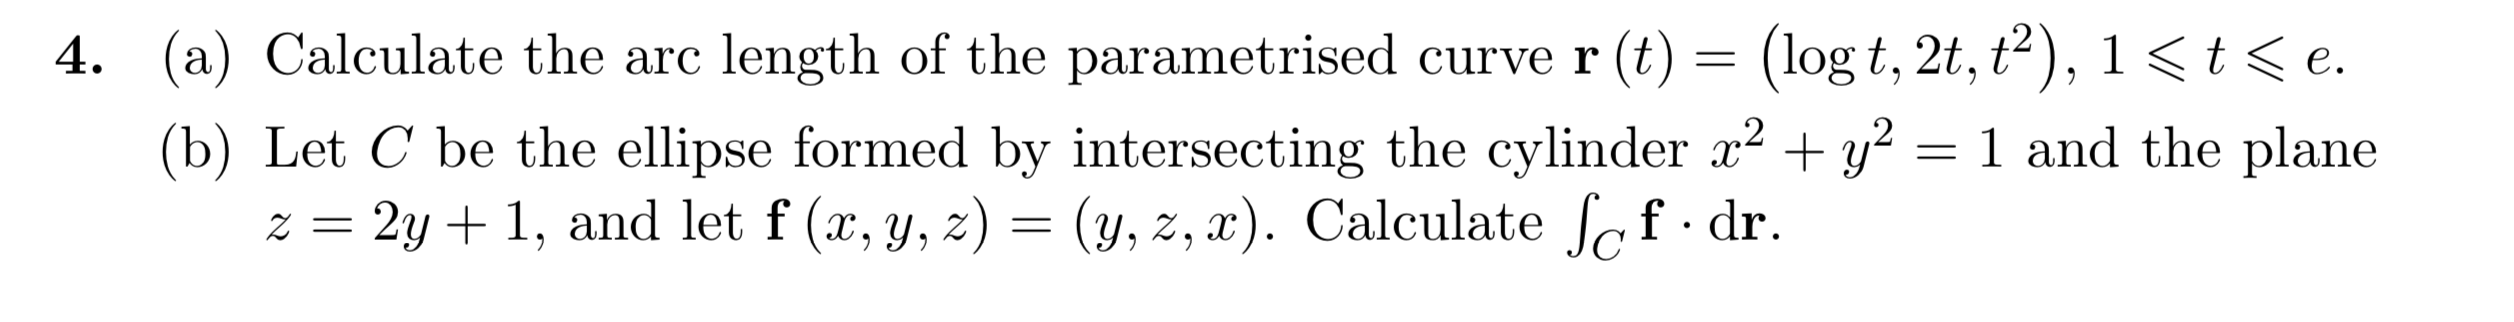 4. (a) Calculate the arc length of the parametrised curve r (t) = (log t, 2t, t²), 1 ⩽ t ⩽ e.
(b) Let C be the ellipse formed by intersecting the cylinder x² + y² = 1 and the plane
z = 2y + 1, and let f (x, y, z) = (y, z, x). Calculate ∫_C f · dr.